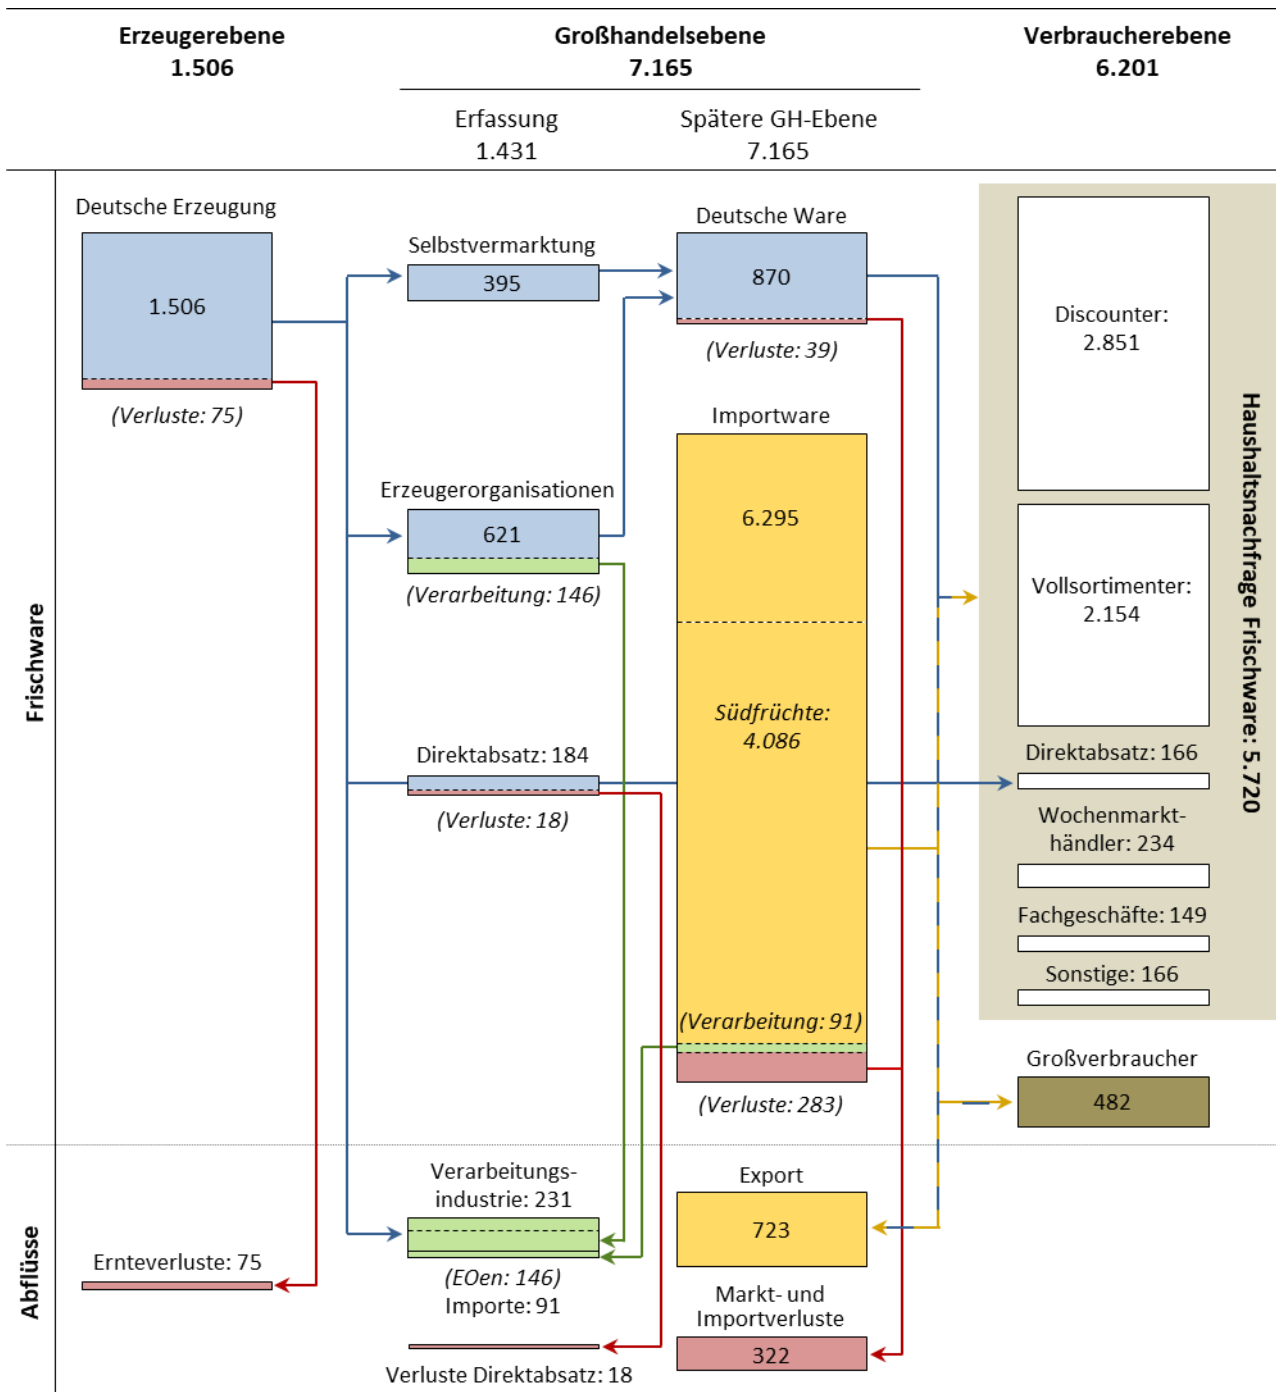 Erzeugerebene
1.506
Großhandelsebene
7.165
Verbraucherebene
6.201
Erfassung
1.431
Spätere GH-Ebene
7.165
Frischware
Deutsche Erzeugung
1.506
(Verluste: 75)
Selbstvermarktung
395
Erzeugerorganisationen
621
(Verarbeitung: 146)
Direktabsatz: 184
(Verluste: 18)
Deutsche Ware
870
(Verluste: 39)
Importware
6.295
Südfrüchte:
4.086
(Verarbeitung: 91)
(Verluste: 283)
Discounter:
2.851
Vollsortimenter:
2.154
Direktabsatz: 166
Wochenmarkt-
händler: 234
Fachgeschäfte: 149
Sonstige: 166
Haushaltsnachfrage Frischware: 5.720
Großverbraucher
482
Abflüsse
Ernteverluste: 75
Verarbeitungs-
industrie: 231
(EOen: 146)
Importe: 91
Verluste Direktabsatz: 18
Export
723
Markt- und
Importverluste
322